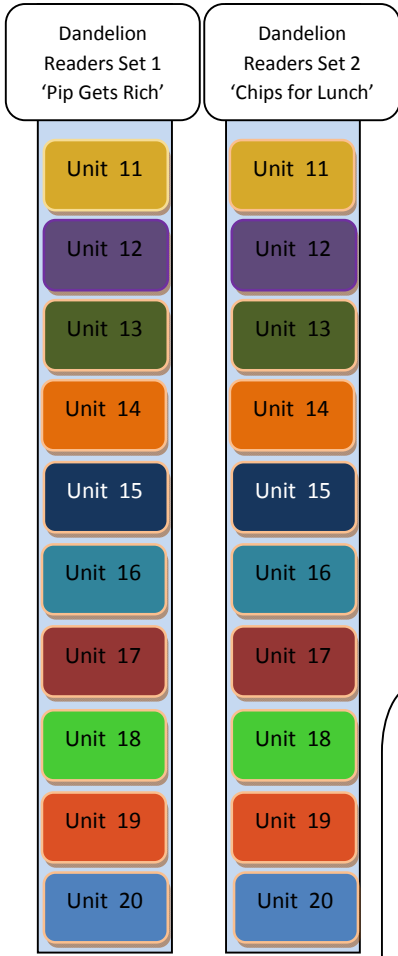 Dandelion
Readers Set 1
‘Pip Gets Rich’
Unit 11
Unit 12
Unit 13
Unit 14
Unit 15
Unit 16
Unit 17
Unit 18
Unit 19
Unit 20
Dandelion
Readers Set 2
‘Chips for Lunch’
Unit 11
Unit 12
Unit 13
Unit 14
Unit 15
Unit 16
Unit 17
Unit 18
Unit 19
Unit 20